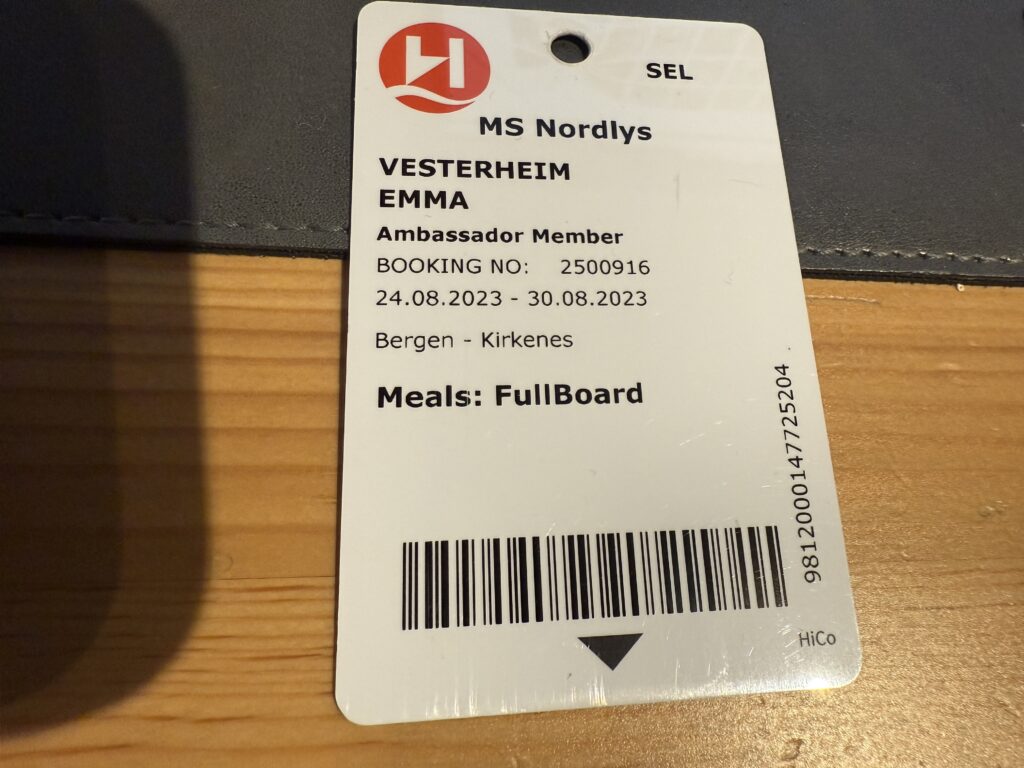 H
SEL
MS Nordlys
VESTERHEIM
EMMA
Ambassador Member
BOOKING NO: 2500916
24.08.2023 - 30.08.2023
Bergen - Kirkenes
Meals: FullBoard
9812000147725204
HiCo